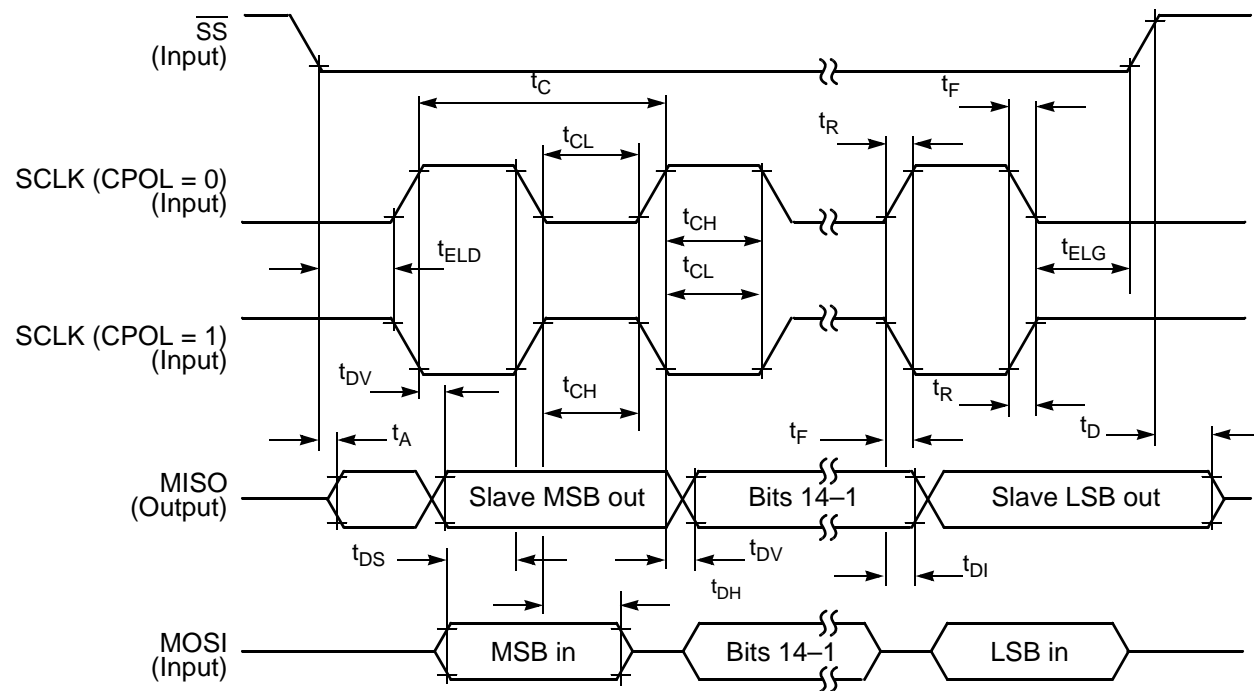 SS
(Input)
tC
tF
tR
tCL
SCLK (CPOL = 0)
(Input)
tCH
tELD
tELG
tCL
SCLK (CPOL = 1)
(Input)
tDV
tCH
tR
tA
tF
tD
MISO
(Output)
Slave MSB out
Bits 14–1
Slave LSB out
tDS
tDV
tDI
tDH
MOSI
(Input)
MSB in
Bits 14–1
LSB in